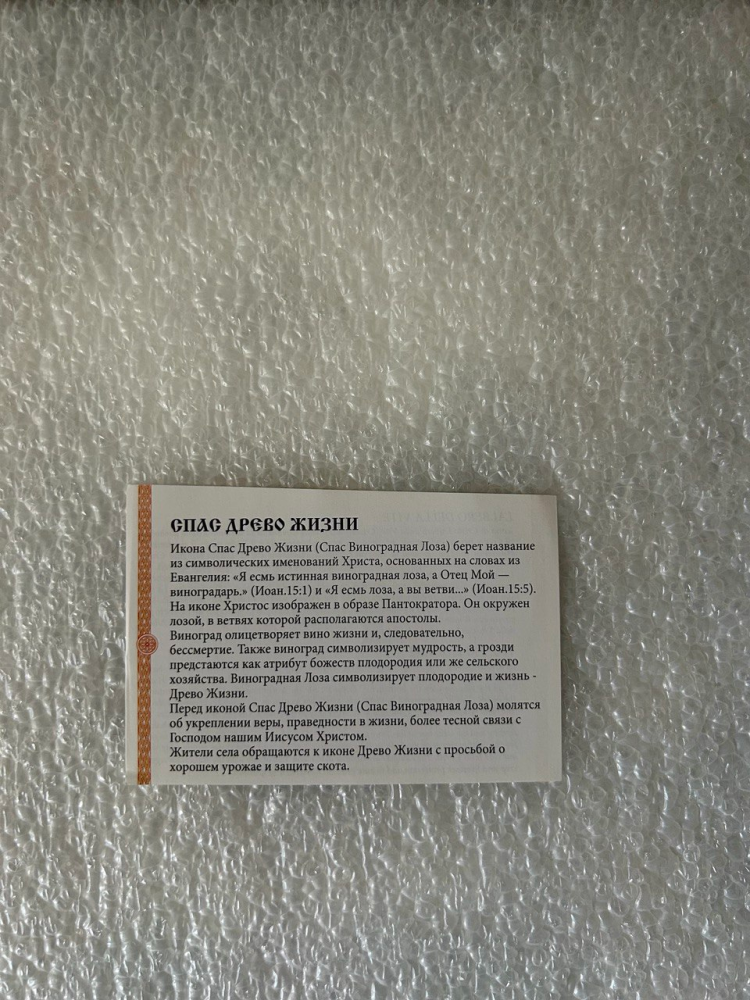 СПАС ДРЕВО ЖИЗНИ
Икона Спас Древо Жизни (Спас Виноградная Лоза) берет название
из символических именований Христа, основанных на словах из
Евангелия: «Я есмь истинная виноградная лоза, а Отец Мой —
виноградарь.» (Иоан.15:1) и «Я есмь лоза, а вы ветви...» (Иоан.15:5).
На иконе Христос изображен в образе Пантократора. Он окружен
лозой, в ветвях которой располагаются апостолы.
Виноград олицетворяет вино жизни и, следовательно,
бессмертие. Также виноград символизирует мудрость, а грозди
предстаются как атрибут божеств плодородия или же сельского
хозяйства. Виноградная Лоза символизирует плодородие и жизнь -
Древо Жизни.
Перед иконой Спас Древо Жизни (Спас Виноградная Лоза) молятся
об укреплении веры, праведности в жизни, более тесной связи с
Господом нашим Иисусом Христом.
Жители села обращаются к иконе Древо Жизни с просьбой о
хорошем урожае и защите скота.